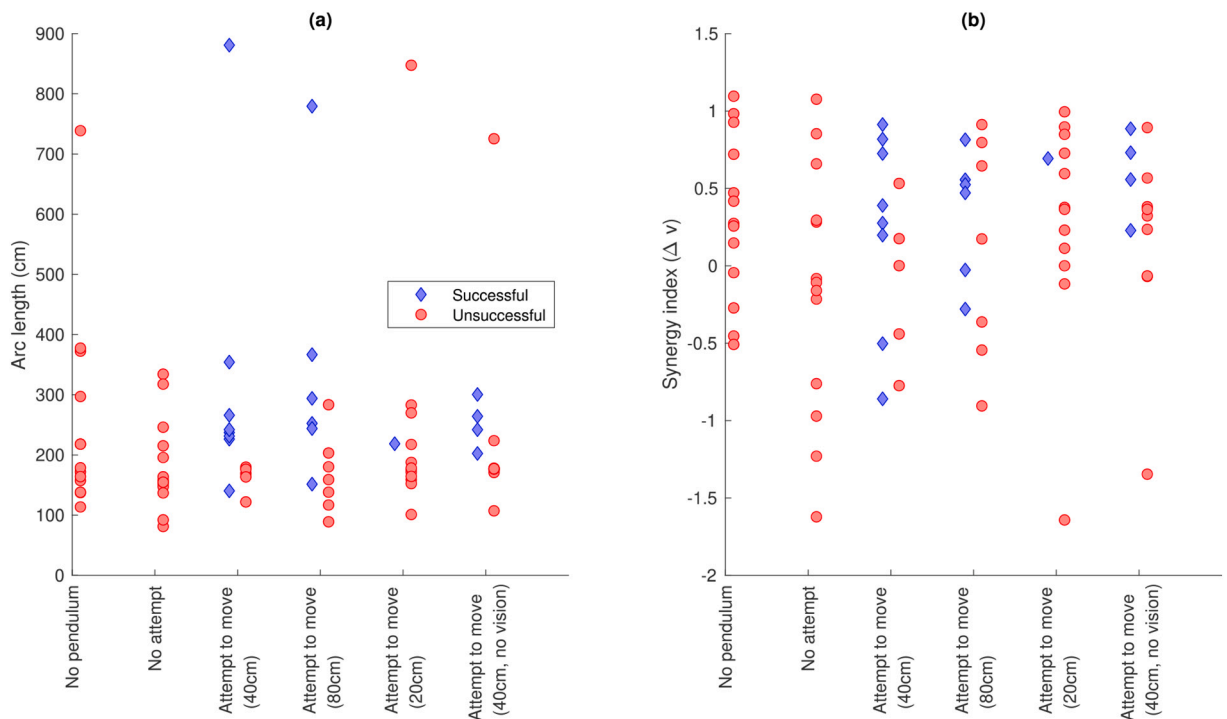 (a)
900
800
700
600
500
400
300
200
100
0
Arc length (cm)
Successful
Unsuccessful
No pendulum
No attempt
Attempt to move
(40cm)
Attempt to move
(80cm)
Attempt to move
(20cm)
Attempt to move
(40cm, no vision)
(b)
1.5
1
0.5
0
-0.5
-1
-1.5
-2
Synergy index (Δ v)
No pendulum
No attempt
Attempt to move
(40cm)
Attempt to move
(80cm)
Attempt to move
(20cm)
Attempt to move
(40cm, no vision)